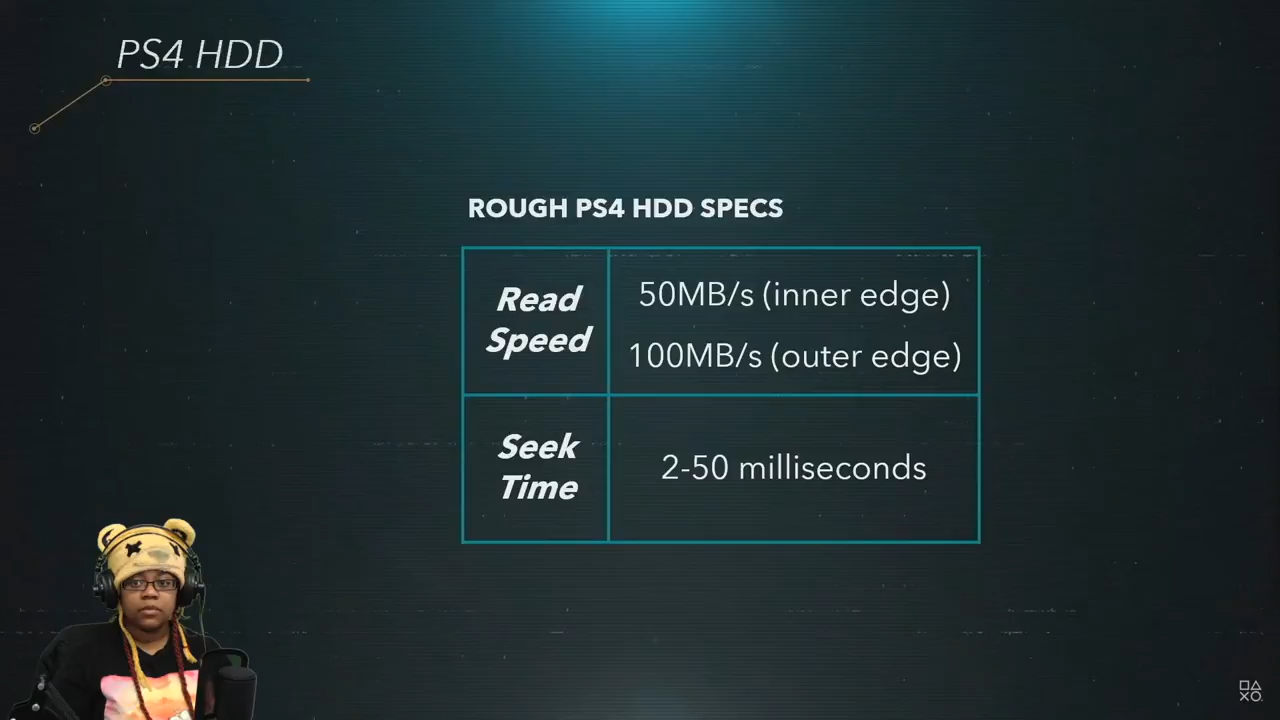 PS4 HDD
ROUGH PS4 HDD SPECS
Read
Speed
50MB/s (inner edge)
100MB/s (outer edge)
Seek
Time
2-50 milliseconds